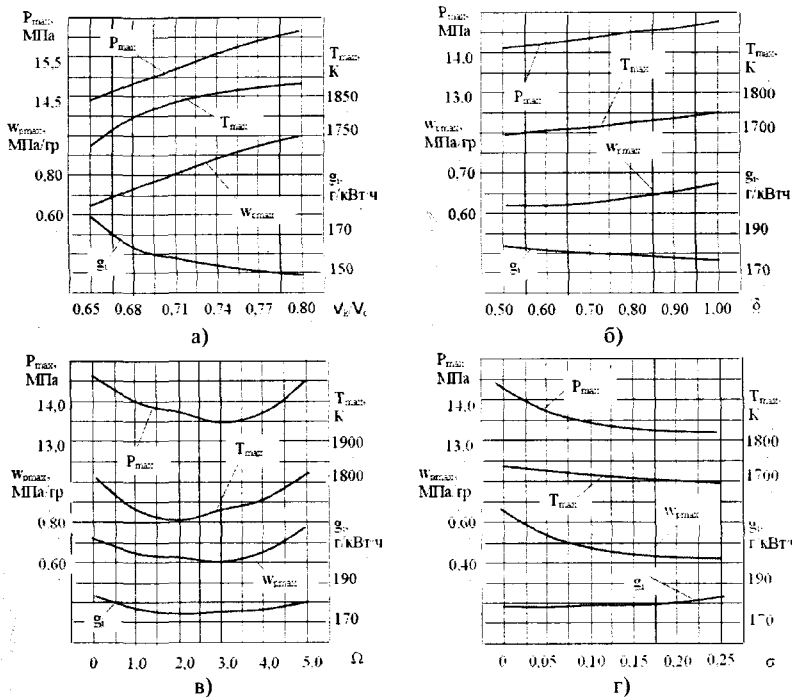 Pmax,
МПа
15,5
14,5
wpmax,
МПа/гр
0,80
0,60
Pmax
Tmax
wpmax
gi
Tmax,
К
1850
1750
gi,
г/кВт·ч
170
150
0,65 0,68 0,71 0,74 0,77 0,80
а)
Pmax,
МПа
14,0
13,0
МПа/гр
0,70
0,60
Tmax
Pmax
gi
Tmax,
К
1800
1700
gi,
г/кВт·ч
190
170
0,50 0,60 0,70 0,80 0,90 1,00 δ
б)
Pmax,
МПа
14,0
13,0
wpmax,
МПа/гр
0,80
0,60
Pmax
Tmax
wpmax
gi
Tmax,
К
1900
1800
gi,
г/кВт·ч
190
170
0 1,0 2,0 3,0 4,0 5,0 Ω
в)
Pmax
МПа
14,0
13,0
wpmax,
МПа/гр
0,60
0,40
Pmax
Tmax
wpmax
gi
Tmax,
К
1800
1700
gi,
г/кВт·ч
190
170
0 0,05 0,10 0,15 0,20 0,25 σ
г)